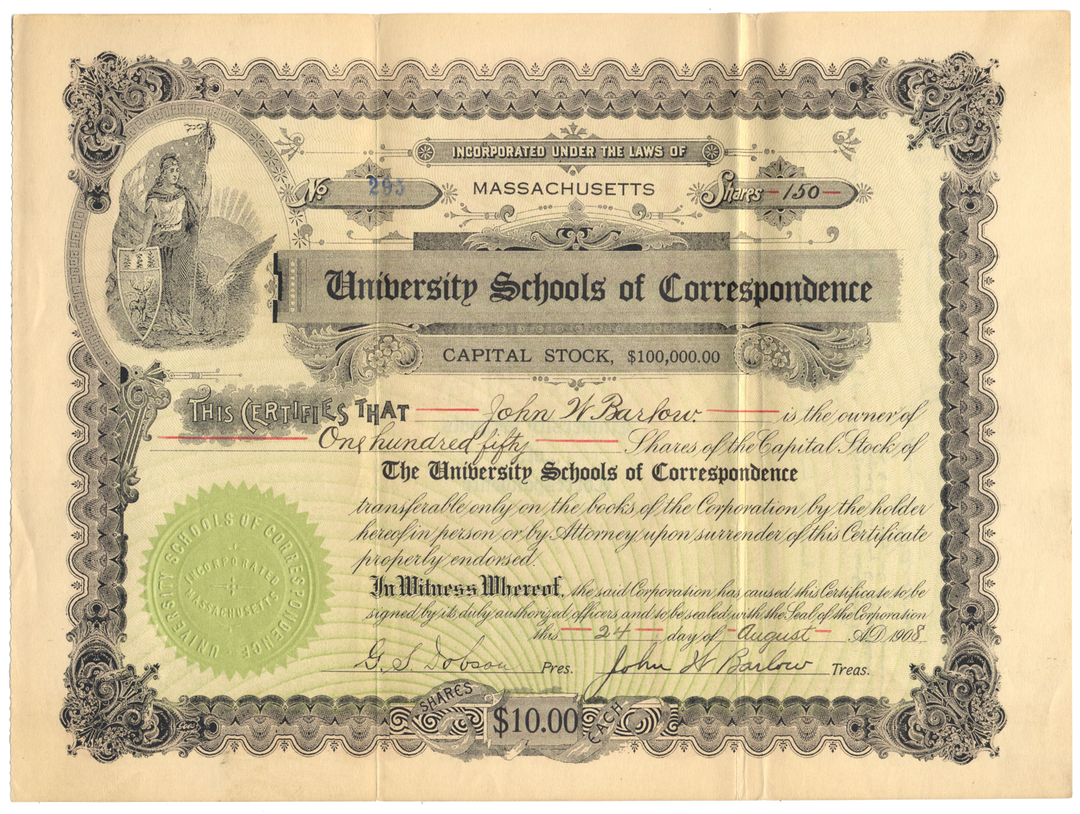 INCORPORATED UNDER THE LAWS OF
No 293 MASSACHUSETTS Shares 150
University Schools of Correspondence
CAPITAL STOCK, $100,000.00
THIS CERTIFIES THAT John W Barlow is the owner of
One hundred fifty Shares of the Capital Stock of
The University Schools of Correspondence
transferable only on the books of the Corporation by the holder
hereof in person or by Attorney upon surrender of this Certificate
properly endorsed.
In Witness Whereof, the said Corporation has caused this Certificate to be
signed by its duly authorized officers and to be sealed with the Seal of the Corporation
this 24 day of August A.D. 1908
G. S Dobson Pres. John W Barlow Treas.
UNIVERSITY SCHOOLS OF CORRESPONDENCE
INCORPORATED
MASSACHUSETTS
SHARES $10.00 EACH